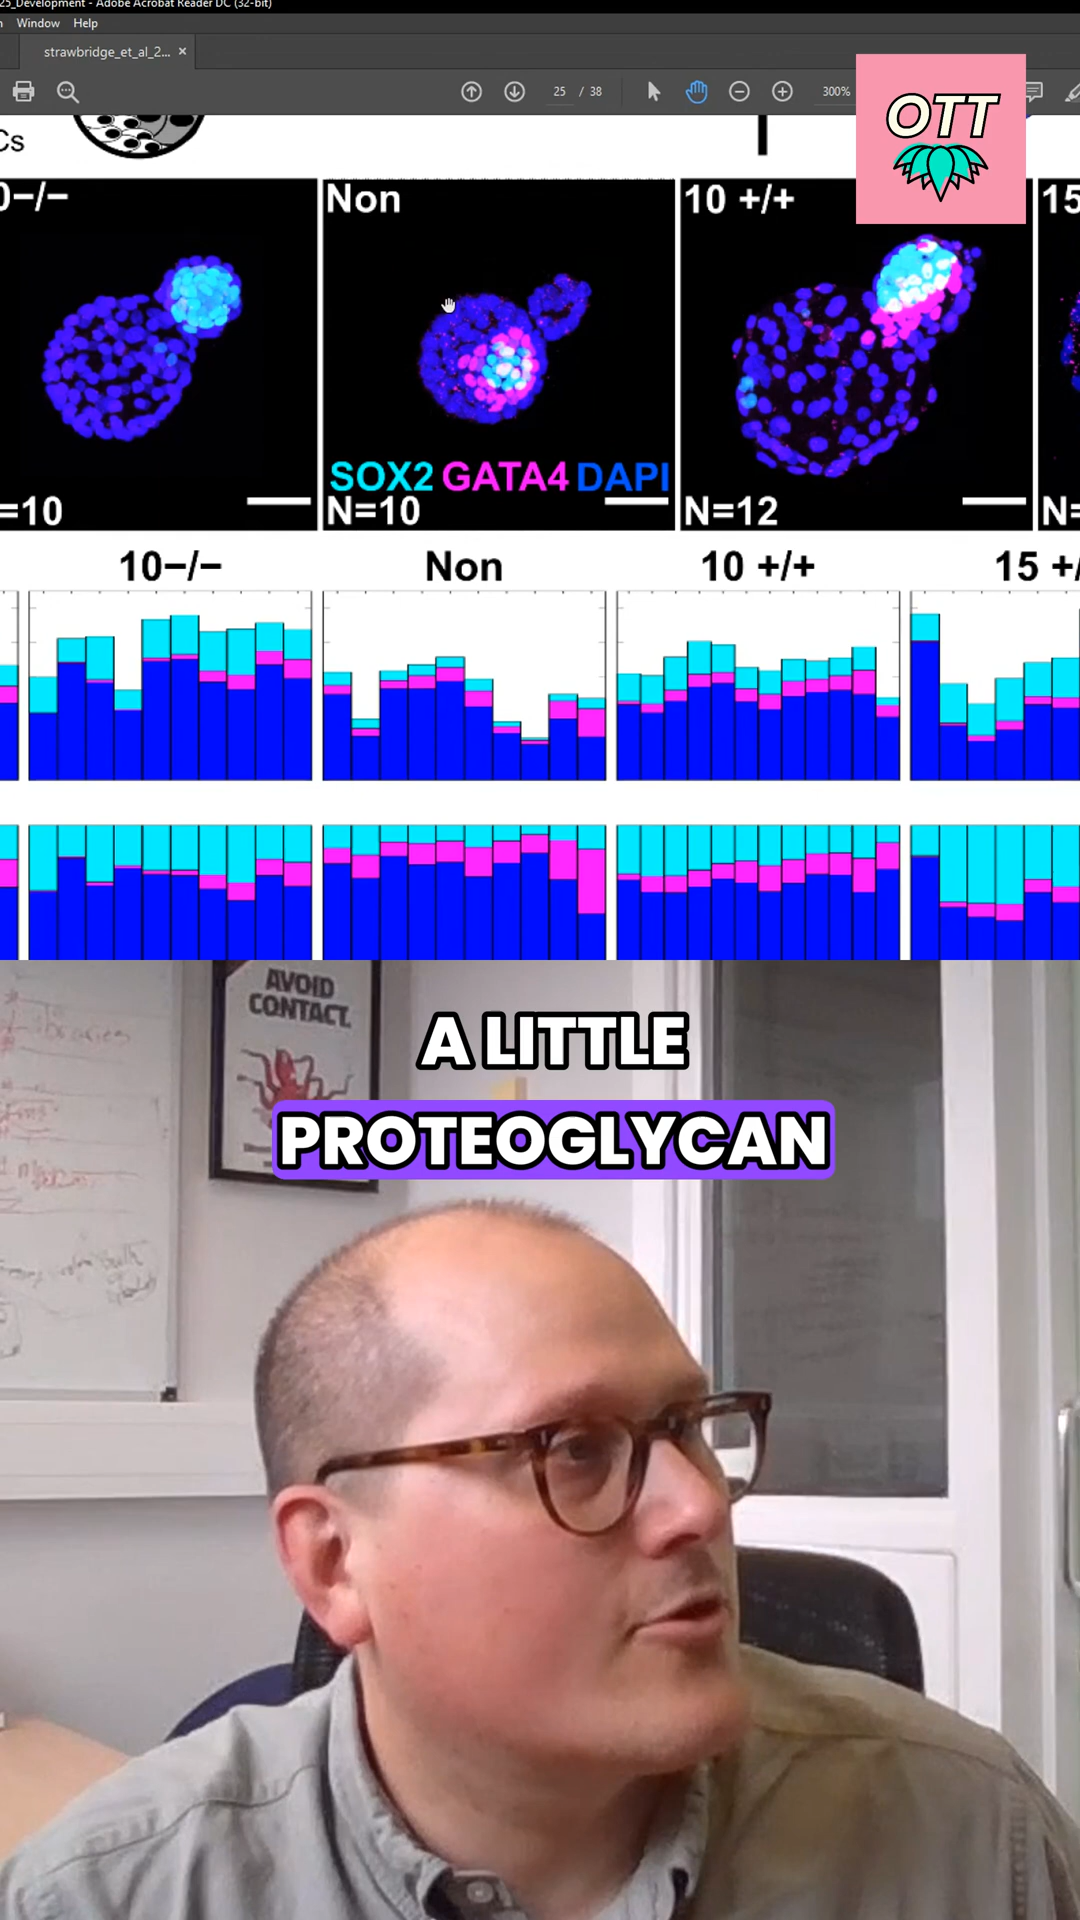 25_Development - Adobe Acrobat Reader DC (32-bit)
Window Help
strawbridge_et_al_2... ×
25 / 38
300%
OTT
Cs
0−/−
Non
10 +/+
15
SOX2 GATA4 DAPI
=10
N=10
N=12
N=
10−/−
Non
10 +/+
15 +/
AVOID
CONTACT
A LITTLE
PROTEOGLYCAN
libraries